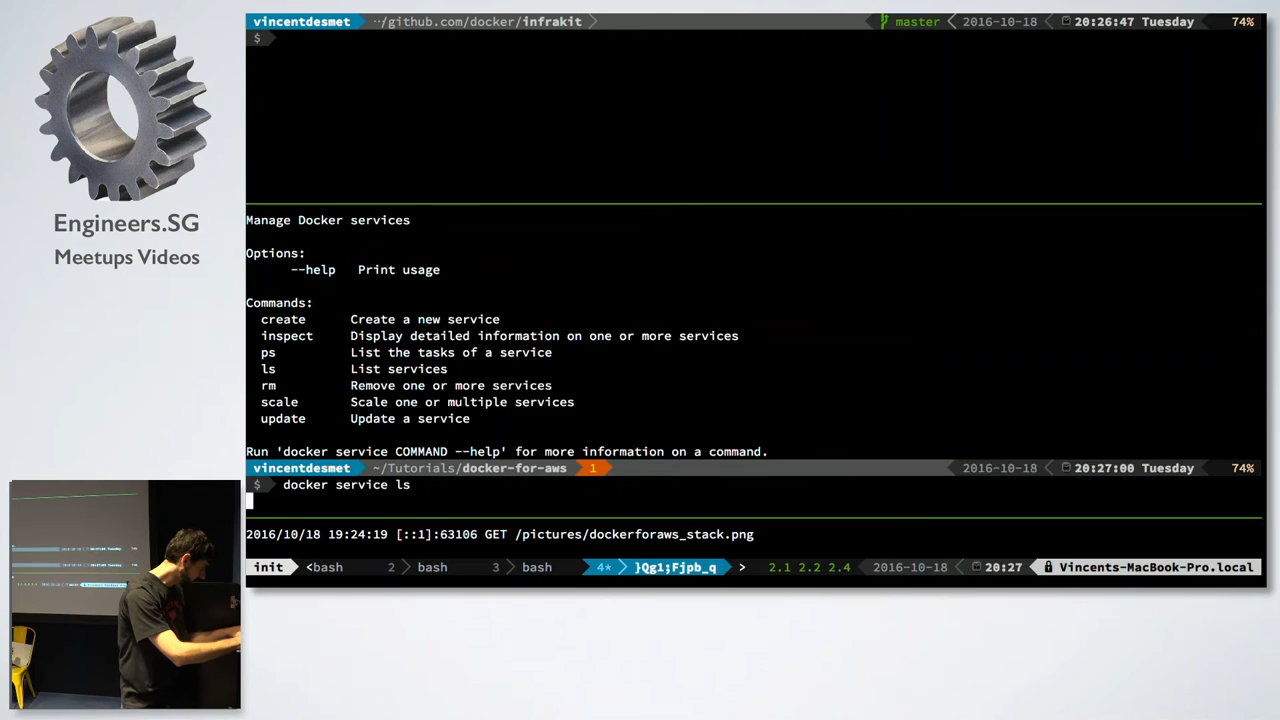 Engineers.SG
Meetups Videos
vincentdesmet ~/github.com/docker/infrakit master 2016-10-18 20:26:47 Tuesday 74%
$
Manage Docker services
Options:
--help Print usage
Commands:
create Create a new service
inspect Display detailed information on one or more services
ps List the tasks of a service
ls List services
rm Remove one or more services
scale Scale one or multiple services
update Update a service
Run 'docker service COMMAND --help' for more information on a command.
vincentdesmet ~/Tutorials/docker-for-aws 1 2016-10-18 20:27:00 Tuesday 74%
$ docker service ls
2016/10/18 19:24:19 [::1]:63106 GET /pictures/dockerforaws_stack.png
init <bash 2 > bash 3 > bash 4* > }Qg1;Fjpb_q > 2.1 2.2 2.4 2016-10-18 < 20:27 Vincents-MacBook-Pro.local